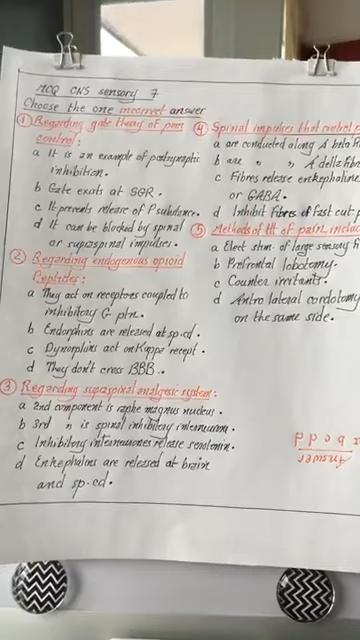 MCQ CNS sensory 7
Choose the one incorrect answer
① Regarding gate theory of pain
control:
a It is an example of postsynaptic
inhibition.
b Gate exists at SGR.
c It prevents release of P substance.
d It can be blocked by spinal
or supraspinal impulses.
② Regarding endogenous opioid
Peptedes:
a They act on receptors coupled to
inhibitory G ptn.
b Endorphins are released at sp.cd.
c Dynorphins act on Kappa recept.
d They don't cross BBB.
③ Regarding supraspinal analgesic system:
a 2nd component is raphe magnus nucleus.
b 3rd " is spinal inhibitory interneurons.
c Inhibitory interneurones release serotonin.
d Enkephalins are released at brain
and sp.cd.
④ Spinal impulses that control p
a are conducted along A beta F
b are " " A delta fibre
c Fibres release enkephaline
or GABA.
d Inhibit fibres of fast cut. p
⑤ Methods of ttt of pain inclu
a Elect stim. of large sensory fi
b Prefrontal lobotomy.
c Counter irritants.
d Antro lateral cordotomy
on the same side.
Answer
b c d d